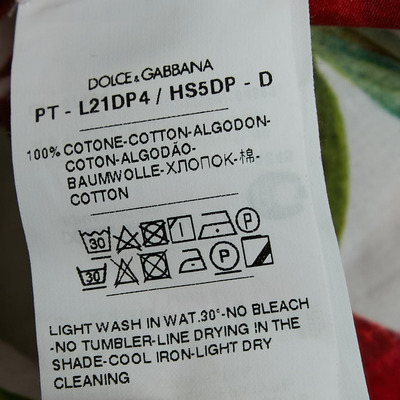 DOLCE & GABBANA
PT - L21DP4 / HS5DP - D
100% COTONE-COTTON-ALGODON-
COTON-ALGODÃO-
BAUMWOLLE-ХЛОПОК-棉-
COTTON
30 P
30 P
LIGHT WASH IN WAT.30°-NO BLEACH
-NO TUMBLER-LINE DRYING IN THE
SHADE-COOL IRON-LIGHT DRY
CLEANING